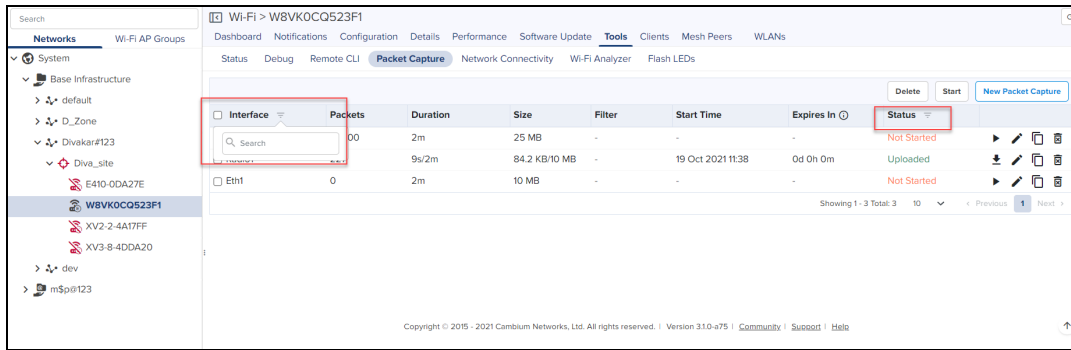 Search
Networks Wi-Fi AP Groups
System
Base Infrastructure
default
D_Zone
Divakar#123
Diva_site
E410-0DA27E
W8VK0CQ523F1
XV2-2-4A17FF
XV3-8-4DDA20
dev
m$p@123
Wi-Fi > W8VK0CQ523F1
Dashboard Notifications Configuration Details Performance Software Update Tools Clients Mesh Peers WLANs
Status Debug Remote CLI Packet Capture Network Connectivity Wi-Fi Analyzer Flash LEDs
Delete Start New Packet Capture
Interface Packets Duration Size Filter Start Time Expires In Status
Search
2m 25 MB - - - Not Started
9s/2m 84.2 KB/10 MB - 19 Oct 2021 11:38 0d 0h 0m Uploaded
Eth1 0 2m 10 MB - - - Not Started
Showing 1 - 3 Total: 3 10 < Previous 1 Next >
Copyright © 2015 - 2021 Cambium Networks, Ltd. All rights reserved. | Version 3.1.0-a75 | Community | Support | Help